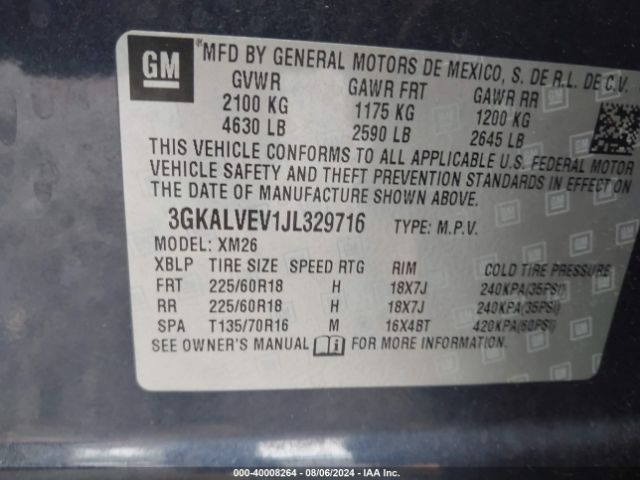 GM ® MFD BY GENERAL MOTORS DE MEXICO, S. DE R.L. DE C.V.
GVWR GAWR FRT GAWR RR
2100 KG 1175 KG 1200 KG
4630 LB 2590 LB 2645 LB
THIS VEHICLE CONFORMS TO ALL APPLICABLE U.S. FEDERAL MOTOR
VEHICLE SAFETY AND THEFT PREVENTION STANDARDS IN EFFECT ON
THE DATE OF MANUFACTURE SHOWN ABOVE.
3GKALVEV1JL329716 TYPE: M.P.V.
MODEL: XM26
XBLP TIRE SIZE SPEED RTG RIM COLD TIRE PRESSURE
FRT 225/60R18 H 18X7J 240KPA(35PSI)
RR 225/60R18 H 18X7J 240KPA(35PSI)
SPA T135/70R16 M 16X4BT 420KPA(60PSI)
SEE OWNER'S MANUAL i FOR MORE INFORMATION.
000-40008264 - 08/06/2024 - IAA Inc.